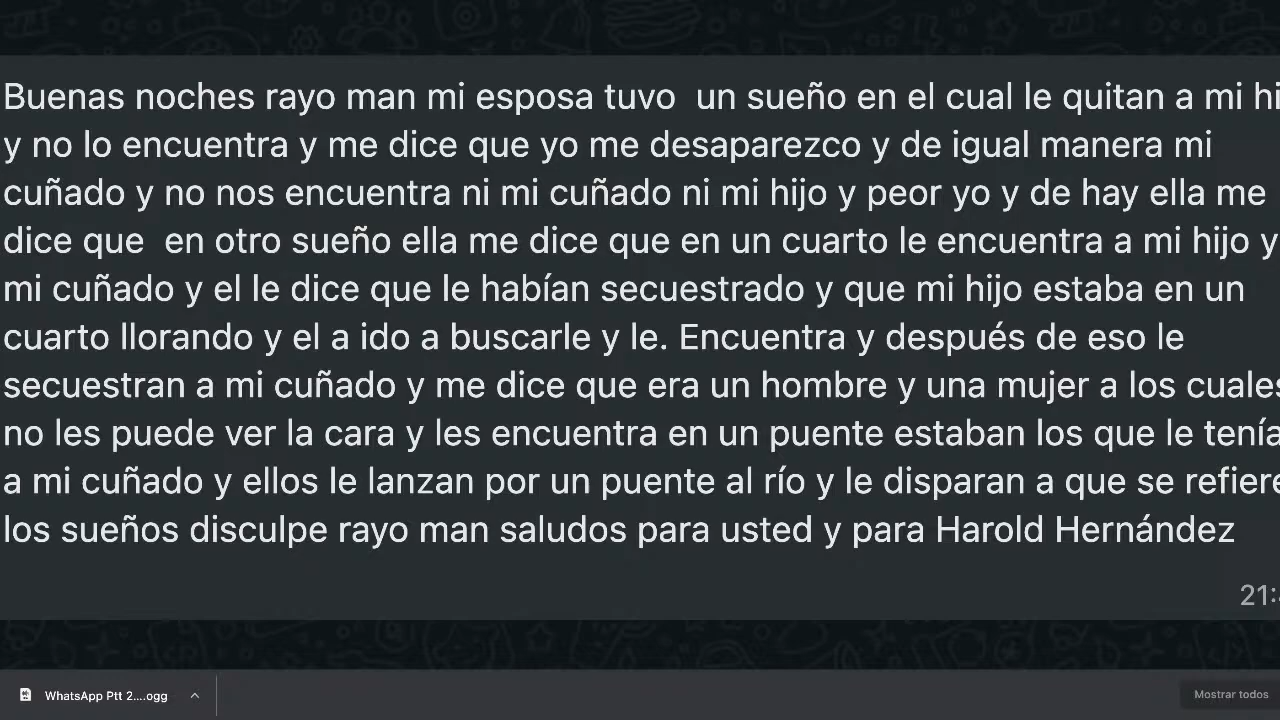 Buenas noches rayo man mi esposa tuvo  un sueño en el cual le quitan a mi hi
y no lo encuentra y me dice que yo me desaparezco y de igual manera mi
cuñado y no nos encuentra ni mi cuñado ni mi hijo y peor yo y de hay ella me
dice que  en otro sueño ella me dice que en un cuarto le encuentra a mi hijo y
mi cuñado y el le dice que le habían secuestrado y que mi hijo estaba en un
cuarto llorando y el a ido a buscarle y le. Encuentra y después de eso le
secuestran a mi cuñado y me dice que era un hombre y una mujer a los cuales
no les puede ver la cara y les encuentra en un puente estaban los que le tenía
a mi cuñado y ellos le lanzan por un puente al río y le disparan a que se refiere
los sueños disculpe rayo man saludos para usted y para Harold Hernández
21:
WhatsApp Ptt 2....ogg
Mostrar todos